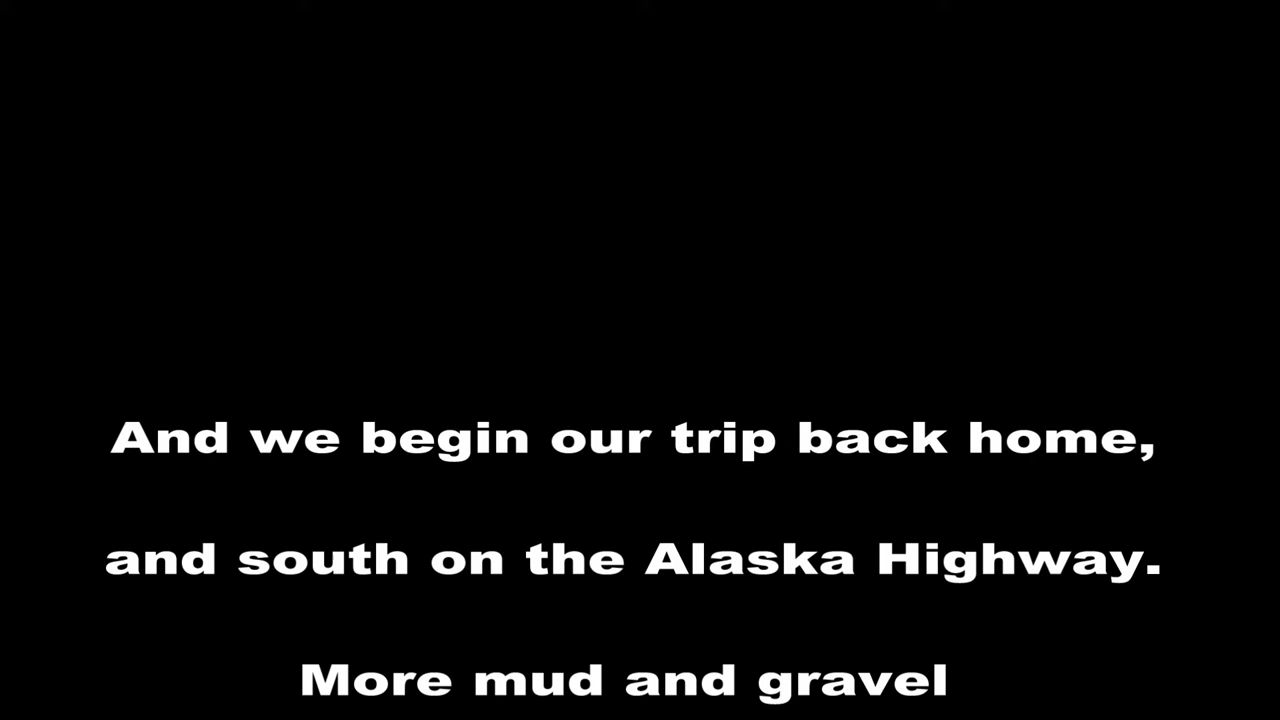 And we begin our trip back home,
and south on the Alaska Highway.
More mud and gravel